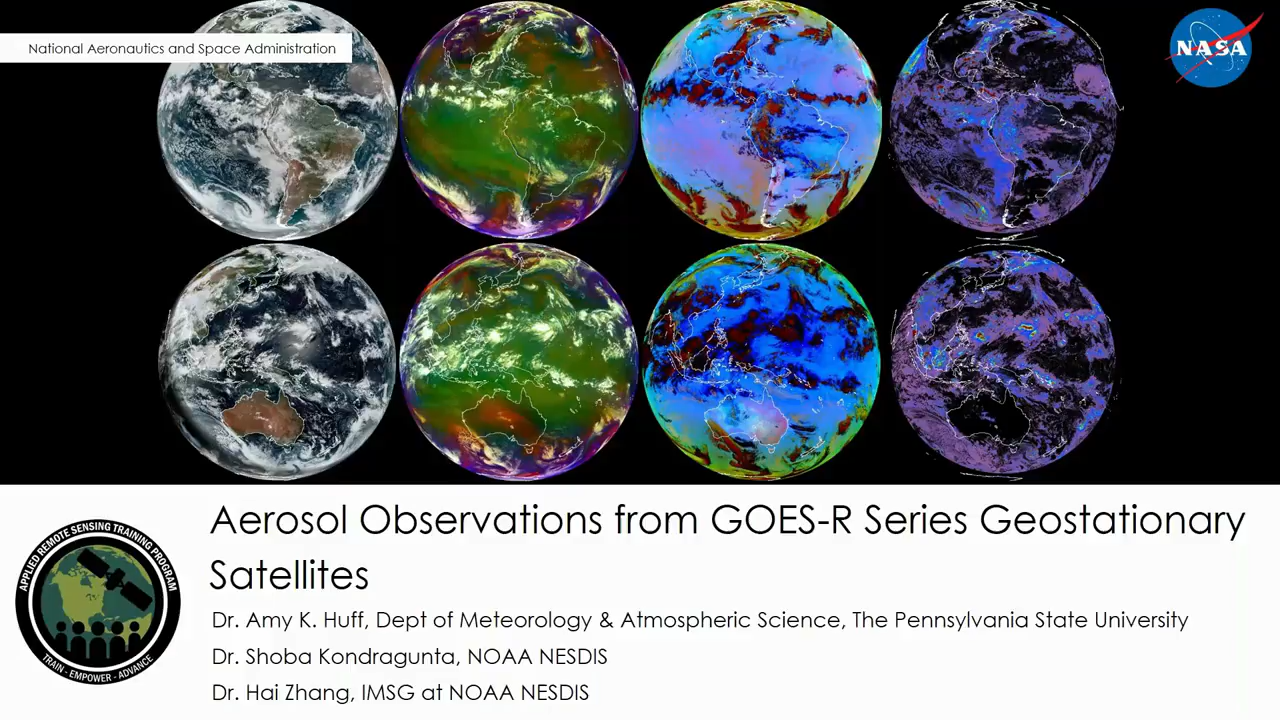 National Aeronautics and Space Administration
NASA
Aerosol Observations from GOES-R Series Geostationary
Satellites
Dr. Amy K. Huff, Dept of Meteorology & Atmospheric Science, The Pennsylvania State University
Dr. Shoba Kondragunta, NOAA NESDIS
Dr. Hai Zhang, IMSG at NOAA NESDIS
APPLIED REMOTE SENSING TRAINING PROGRAM
TRAIN - EMPOWER - ADVANCE